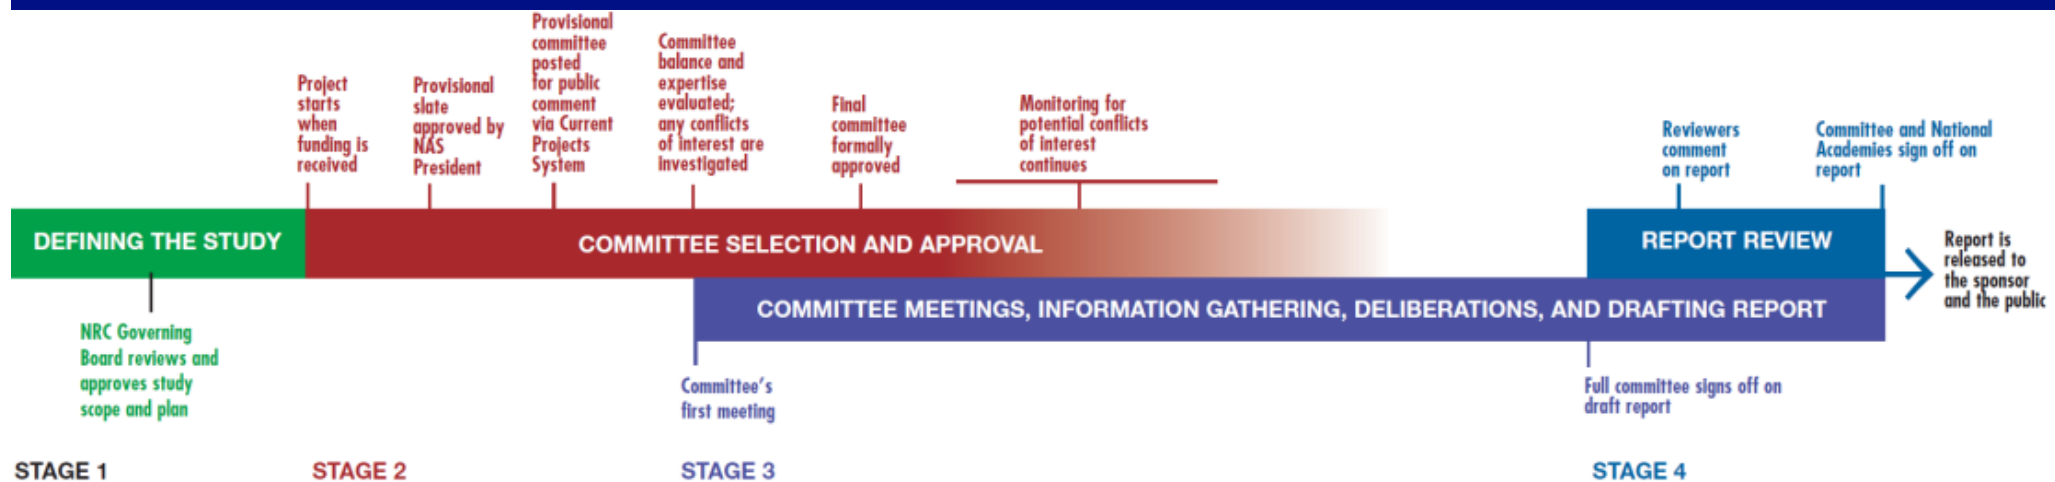 Project
starts
when
funding is
received
Provisional
slate
approved by
NAS
President
Provisional
committee
posted
for public
comment
via Current
Projects
System
Committee
balance and
expertise
evaluated;
any conflicts
of interest are
investigated
Final
committee
formally
approved
Monitoring for
potential conflicts
of interest
continues
Reviewers
comment
on report
Committee and National
Academies sign off on
report
DEFINING THE STUDY
COMMITTEE SELECTION AND APPROVAL
REPORT REVIEW
Report is
released to
the sponsor
and the public
COMMITTEE MEETINGS, INFORMATION GATHERING, DELIBERATIONS, AND DRAFTING REPORT
NRC Governing
Board reviews and
approves study
scope and plan
Committee's
first meeting
Full committee signs off on
draft report
STAGE 1
STAGE 2
STAGE 3
STAGE 4